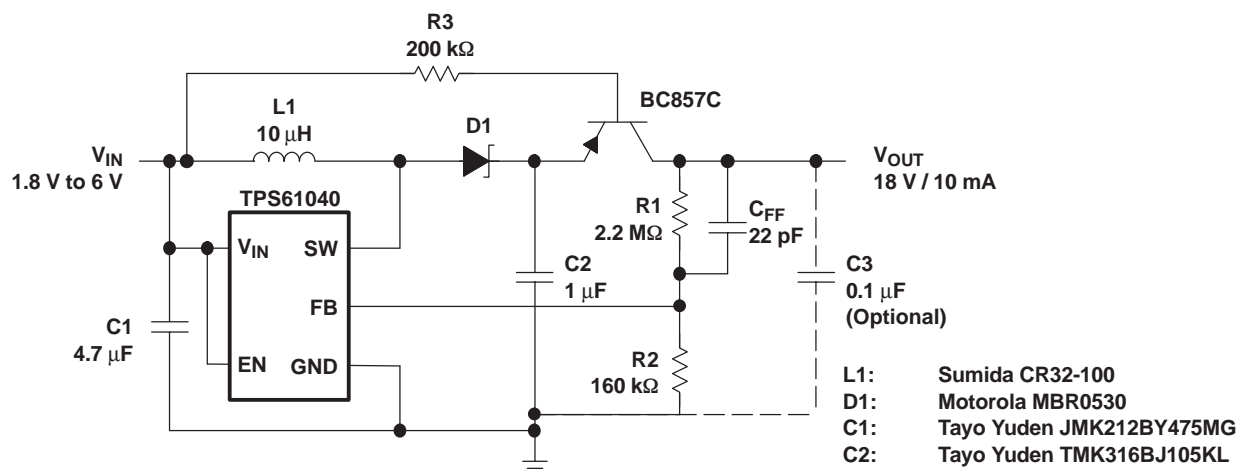 R3
200 kΩ
BC857C
L1
10 μH
D1
VIN
1.8 V to 6 V
VOUT
18 V / 10 mA
TPS61040
VIN
SW
FB
EN
GND
R1
2.2 MΩ
CFF
22 pF
C2
1 μF
C3
0.1 μF
(Optional)
C1
4.7 μF
R2
160 kΩ
L1: Sumida CR32-100
D1: Motorola MBR0530
C1: Tayo Yuden JMK212BY475MG
C2: Tayo Yuden TMK316BJ105KL